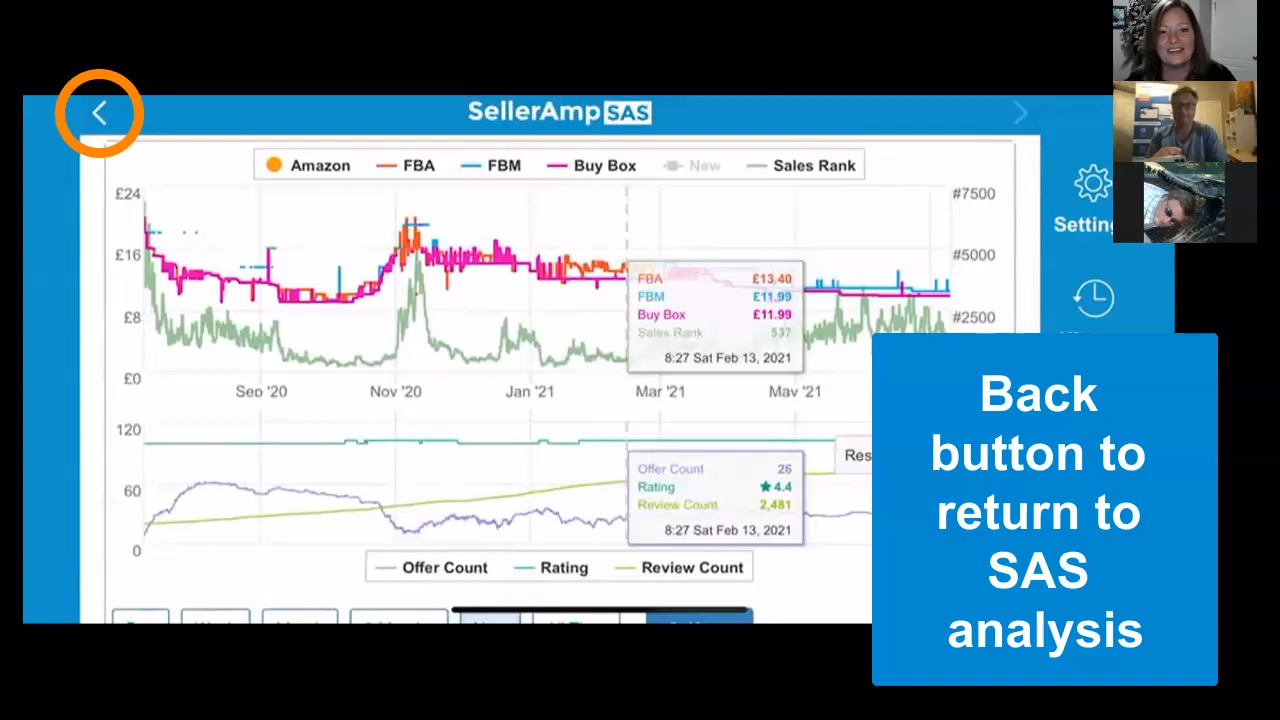 SellerAmp SAS
Amazon FBA FBM Buy Box New Sales Rank
£24
£16
£8
£0
#7500
#5000
#2500
FBA £13.40
FBM £11.99
Buy Box £11.99
Sales Rank 537
8:27 Sat Feb 13, 2021
Sep '20 Nov '20 Jan '21 Mar '21 May '21
120
60
0
Res
Offer Count 26
Rating ★ 4.4
Review Count 2,481
8:27 Sat Feb 13, 2021
Offer Count Rating Review Count
Setting
Back
button to
return to
SAS
analysis